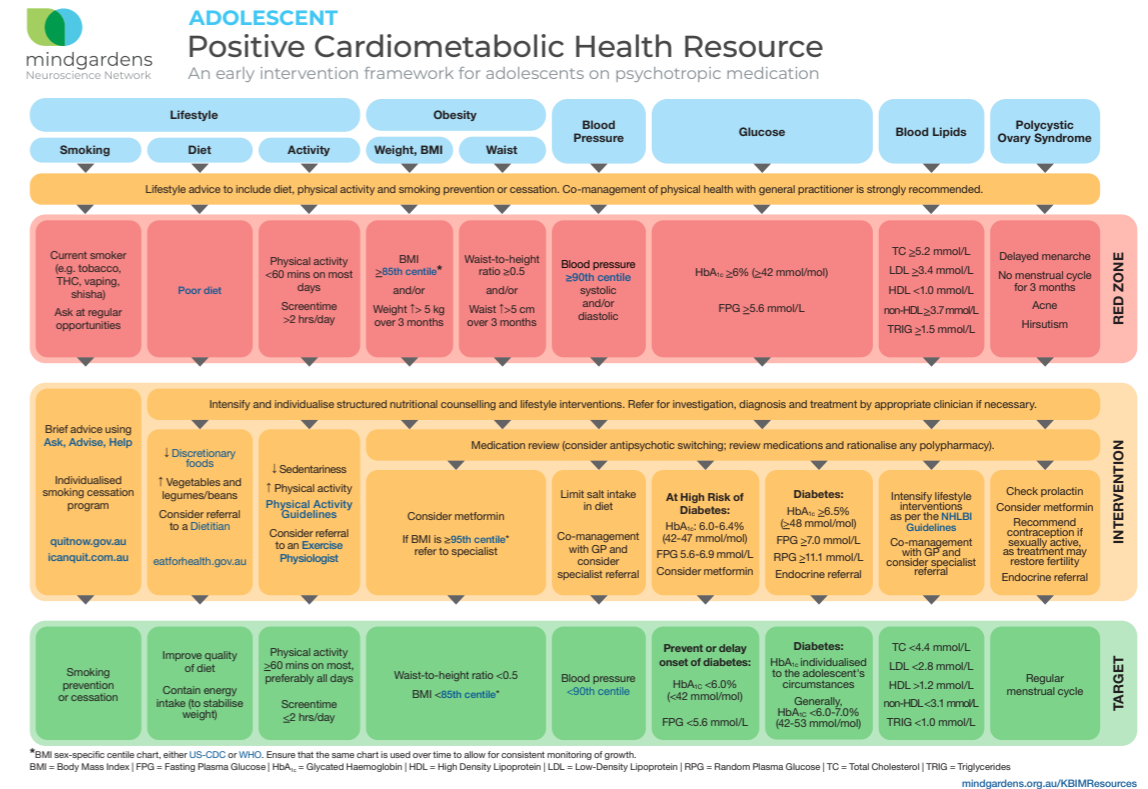 mindgardens
Neuroscience Network
ADOLESCENT
Positive Cardiometabolic Health Resource
An early intervention framework for adolescents on psychotropic medication
Lifestyle
Obesity
Blood
Pressure
Glucose
Blood Lipids
Polycystic
Ovary Syndrome
Smoking
Diet
Activity
Weight, BMI
Waist
Lifestyle advice to include diet, physical activity and smoking prevention or cessation. Co-management of physical health with general practitioner is strongly recommended.
Current smoker
(e.g. tobacco,
THC, vaping,
shisha)
Ask at regular
opportunities
Poor diet
Physical activity
<60 mins on most
days
Screentime
>2 hrs/day
BMI
≥85th centile*
and/or
Weight ↑> 5 kg
over 3 months
Waist-to-height
ratio ≥0.5
and/or
Waist ↑>5 cm
over 3 months
Blood pressure
≥90th centile
systolic
and/or
diastolic
HbA1c ≥6% (≥42 mmol/mol)
FPG ≥5.6 mmol/L
TC ≥5.2 mmol/L
LDL ≥3.4 mmol/L
HDL <1.0 mmol/L
non-HDL ≥3.7 mmol/L
TRIG ≥1.5 mmol/L
Delayed menarche
No menstrual cycle
for 3 months
Acne
Hirsutism
RED ZONE
Brief advice using
Ask, Advise, Help
Individualised
smoking cessation
program
quitnow.gov.au
icanquit.com.au
Intensify and individualise structured nutritional counselling and lifestyle interventions. Refer for investigation, diagnosis and treatment by appropriate clinician if necessary.
↓ Discretionary
foods
↑ Vegetables and
legumes/beans
Consider referral
to a Dietitian
eatforhealth.gov.au
↓ Sedentariness
↑ Physical activity
Physical Activity
Guidelines
Consider referral
to an Exercise
Physiologist
Medication review (consider antipsychotic switching; review medications and rationalise any polypharmacy).
Consider metformin
If BMI is ≥95th centile*
refer to specialist
Limit salt intake
in diet
Co-management
with GP and
consider
specialist referral
At High Risk of
Diabetes:
HbA1c: 6.0-6.4%
(42-47 mmol/mol)
FPG 5.6-6.9 mmol/L
Consider metformin
Diabetes:
HbA1c ≥6.5%
(≥48 mmol/mol)
FPG ≥7.0 mmol/L
RPG ≥11.1 mmol/L
Endocrine referral
Intensify lifestyle
interventions
as per the NHLBI
Guidelines
Co-management
with GP and
consider specialist
referral
Check prolactin
Consider metformin
Recommend
contraception if
sexually active,
as treatment may
restore fertility
Endocrine referral
INTERVENTION
Smoking
prevention
or cessation
Improve quality
of diet
Contain energy
intake (to stabilise
weight)
Physical activity
≥60 mins on most,
preferably all days
Screentime
≤2 hrs/day
Waist-to-height ratio <0.5
BMI <85th centile*
Blood pressure
<90th centile
Prevent or delay
onset of diabetes:
HbA1C <6.0%
(<42 mmol/mol)
FPG <5.6 mmol/L
Diabetes:
HbA1c individualised
to the adolescent's
circumstances
Generally,
HbA1C <6.0-7.0%
(42-53 mmol/mol)
TC <4.4 mmol/L
LDL <2.8 mmol/L
HDL >1.2 mmol/L
non-HDL <3.1 mmol/L
TRIG <1.0 mmol/L
Regular
menstrual cycle
TARGET
*BMI sex-specific centile chart, either US-CDC or WHO. Ensure that the same chart is used over time to allow for consistent monitoring of growth.
BMI = Body Mass Index | FPG = Fasting Plasma Glucose | HbA1c = Glycated Haemoglobin | HDL = High Density Lipoprotein | LDL = Low-Density Lipoprotein | RPG = Random Plasma Glucose | TC = Total Cholesterol | TRIG = Triglycerides
mindgardens.org.au/KBIMResources